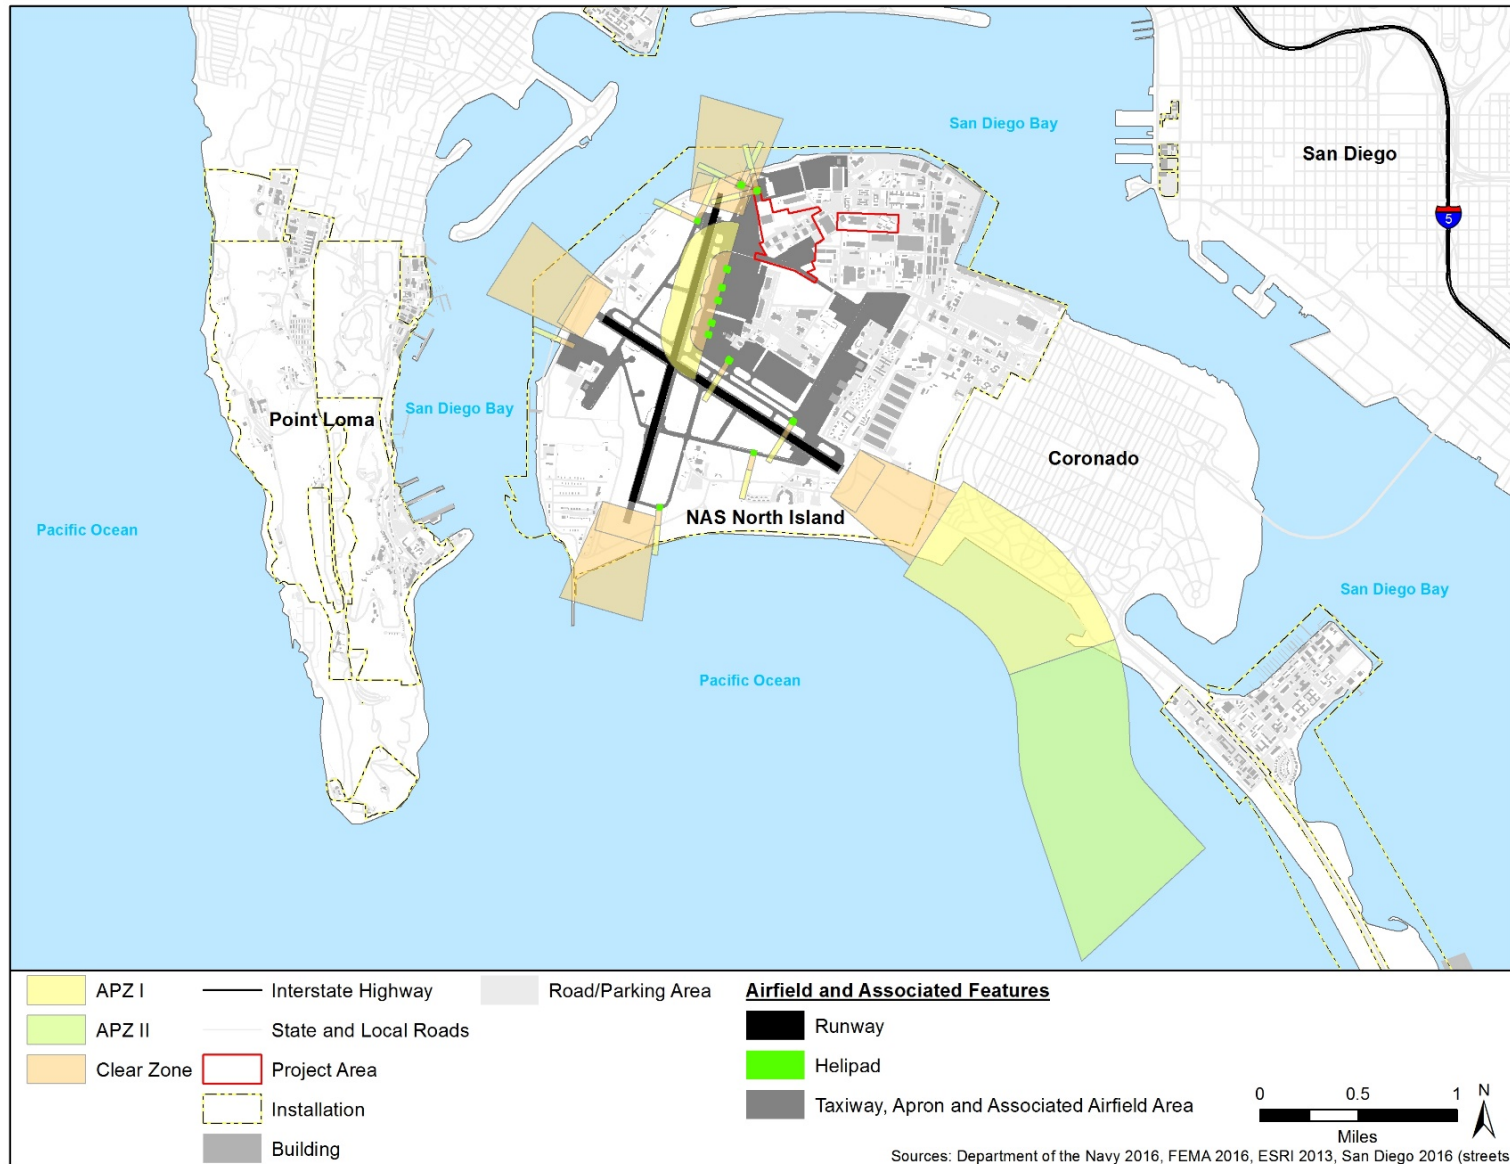 San Diego Bay
San Diego
5
Point Loma
San Diego Bay
Coronado
NAS North Island
Pacific Ocean
San Diego Bay
Pacific Ocean
APZ I
APZ II
Clear Zone
Interstate Highway
State and Local Roads
Project Area
Installation
Building
Road/Parking Area
Airfield and Associated Features
Runway
Helipad
Taxiway, Apron and Associated Airfield Area
0 0.5 1
Miles
N
Sources: Department of the Navy 2016, FEMA 2016, ESRI 2013, San Diego 2016 (streets